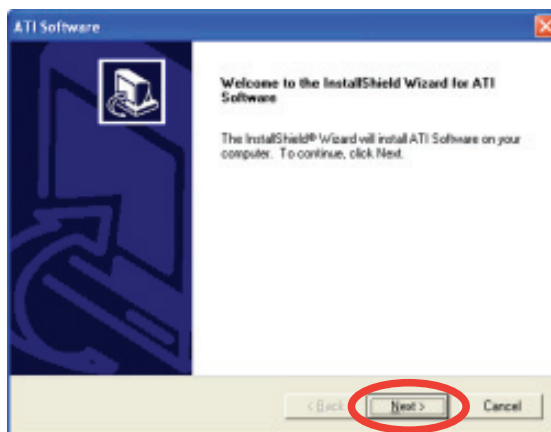 ATI Software
Welcome to the InstallShield Wizard for ATI
Software
The InstallShield® Wizard will install ATI Software on your
computer. To continue, click Next.
< Back Next > Cancel